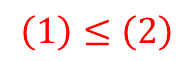 (1) ≤ (2)